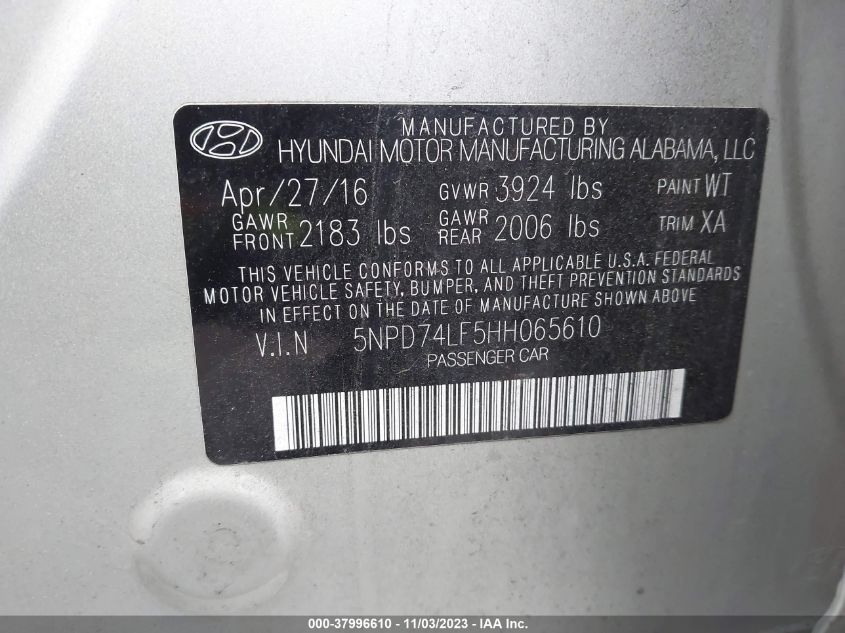 MANUFACTURED BY
HYUNDAI MOTOR MANUFACTURING ALABAMA, LLC
Apr/27/16 GVWR 3924 lbs PAINT WT
GAWR FRONT 2183 lbs GAWR REAR 2006 lbs TRIM XA
THIS VEHICLE CONFORMS TO ALL APPLICABLE U.S.A. FEDERAL
MOTOR VEHICLE SAFETY, BUMPER, AND THEFT PREVENTION STANDARDS
IN EFFECT ON THE DATE OF MANUFACTURE SHOWN ABOVE
V.I.N 5NPD74LF5HH065610
PASSENGER CAR
000-37996610 - 11/03/2023 - Copyright © 2023 IAA, Inc.